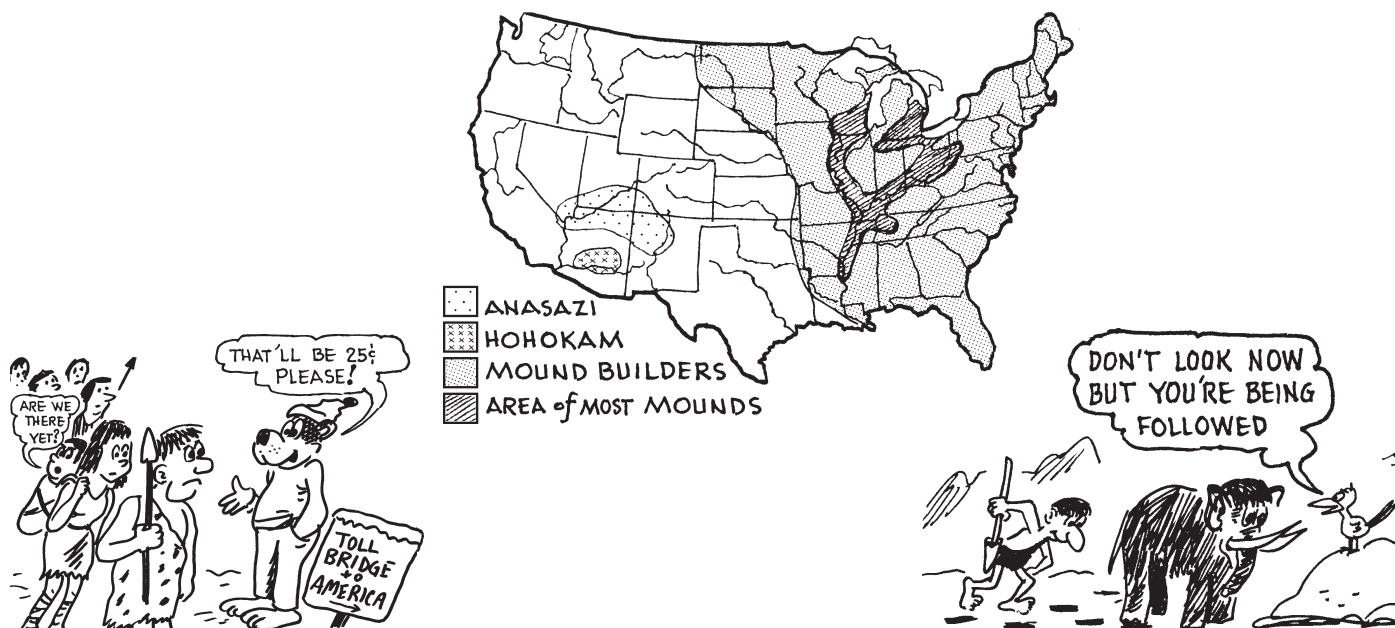 ANASAZI
HOHOKAM
MOUND BUILDERS
AREA of MOST MOUNDS
ARE WE
THERE
YET?
THAT'LL BE 25¢
PLEASE!
TOLL
BRIDGE
to
AMERICA
DON'T LOOK NOW
BUT YOU'RE BEING
FOLLOWED